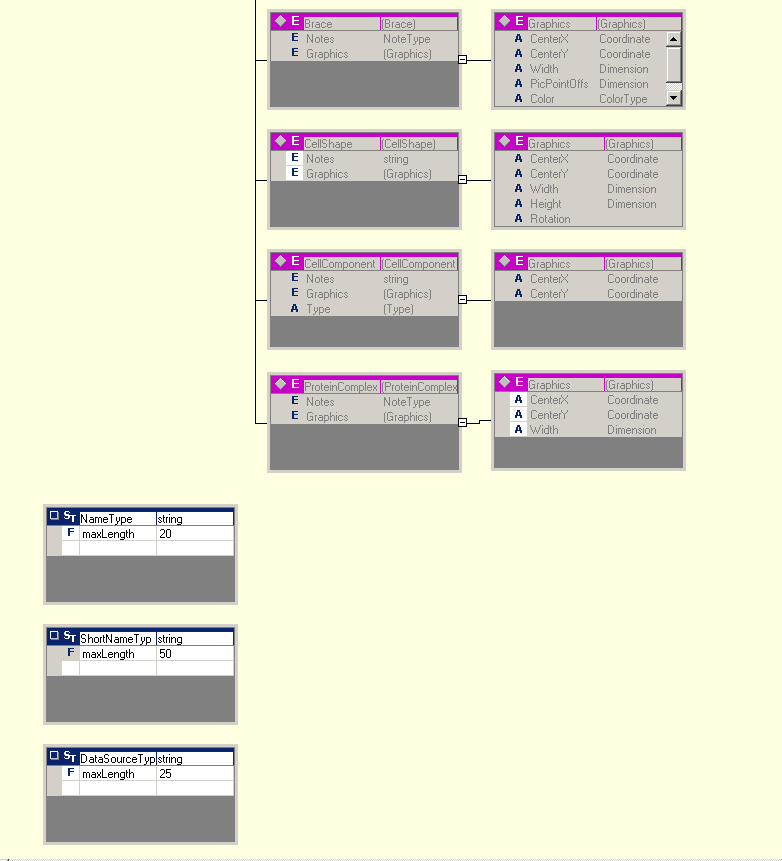 E Brace (Brace)
E Notes NoteType
E Graphics (Graphics)
E Graphics (Graphics)
A CenterX Coordinate
A CenterY Coordinate
A Width Dimension
A PicPointOffs Dimension
A Color ColorType
E CellShape (CellShape)
E Notes string
E Graphics (Graphics)
E Graphics (Graphics)
A CenterX Coordinate
A CenterY Coordinate
A Width Dimension
A Height Dimension
A Rotation
E CellComponent (CellComponent
E Notes string
E Graphics (Graphics)
A Type (Type)
E Graphics (Graphics)
A CenterX Coordinate
A CenterY Coordinate
E ProteinComplex (ProteinComplex
E Notes NoteType
E Graphics (Graphics)
E Graphics (Graphics)
A CenterX Coordinate
A CenterY Coordinate
A Width Dimension
ST NameType string
F maxLength 20
ST ShortNameTyp string
F maxLength 50
ST DataSourceTyp string
F maxLength 25